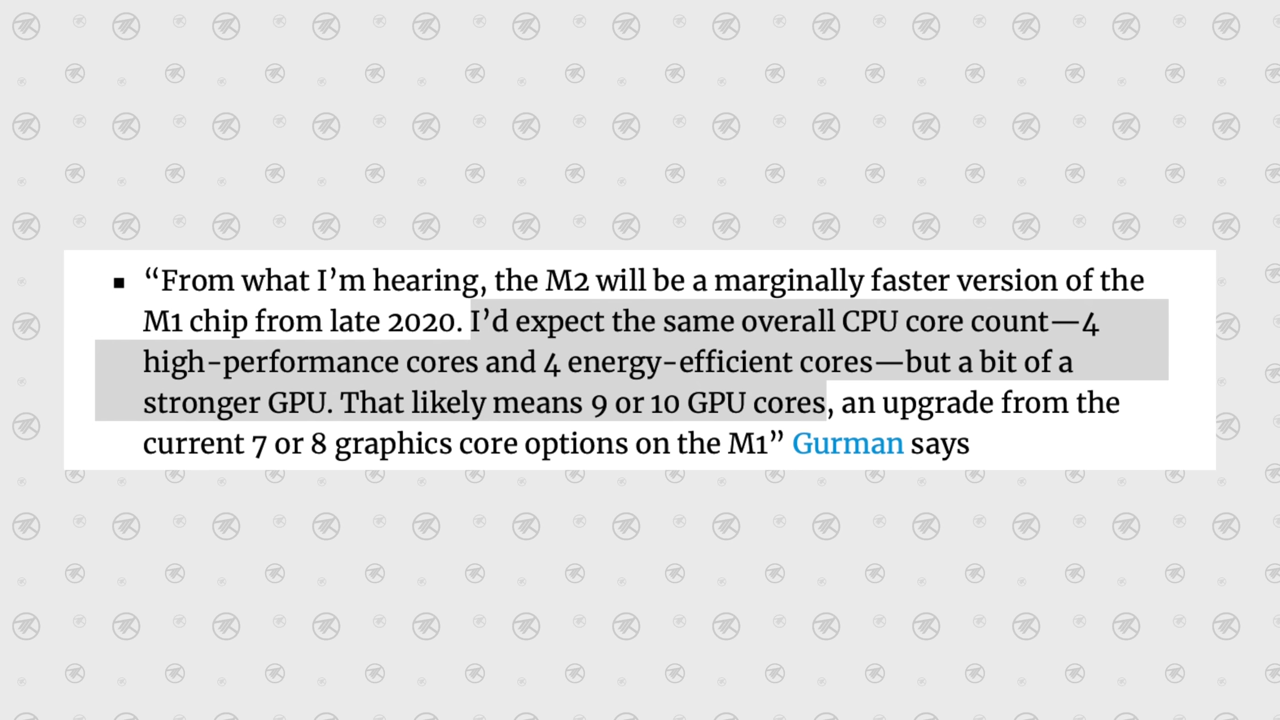 ▪ “From what I’m hearing, the M2 will be a marginally faster version of the
M1 chip from late 2020. I’d expect the same overall CPU core count—4
high-performance cores and 4 energy-efficient cores—but a bit of a
stronger GPU. That likely means 9 or 10 GPU cores, an upgrade from the
current 7 or 8 graphics core options on the M1” Gurman says